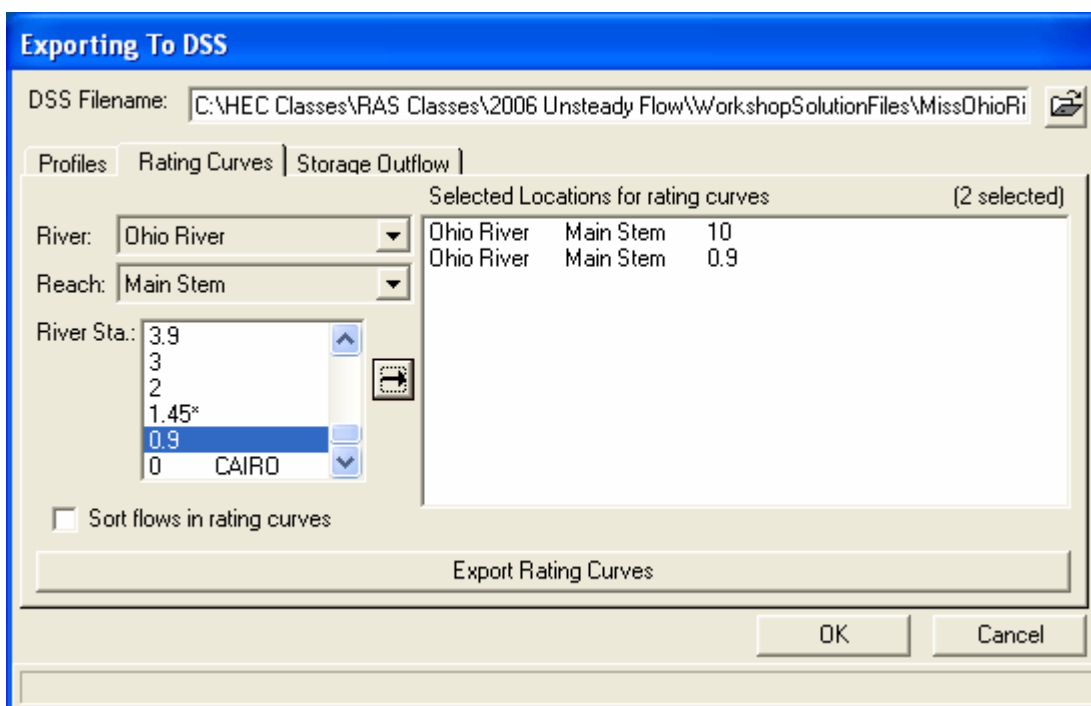 Exporting To DSS
DSS Filename: C:\HEC Classes\RAS Classes\2006 Unsteady Flow\WorkshopSolutionFiles\MissOhioRi
Profiles Rating Curves Storage Outflow
Selected Locations for rating curves (2 selected)
River: Ohio River
Reach: Main Stem
River Sta.: 3.9
3
2
1.45*
0.9
0 CAIRO
Ohio River Main Stem 10
Ohio River Main Stem 0.9
Sort flows in rating curves
Export Rating Curves
OK Cancel